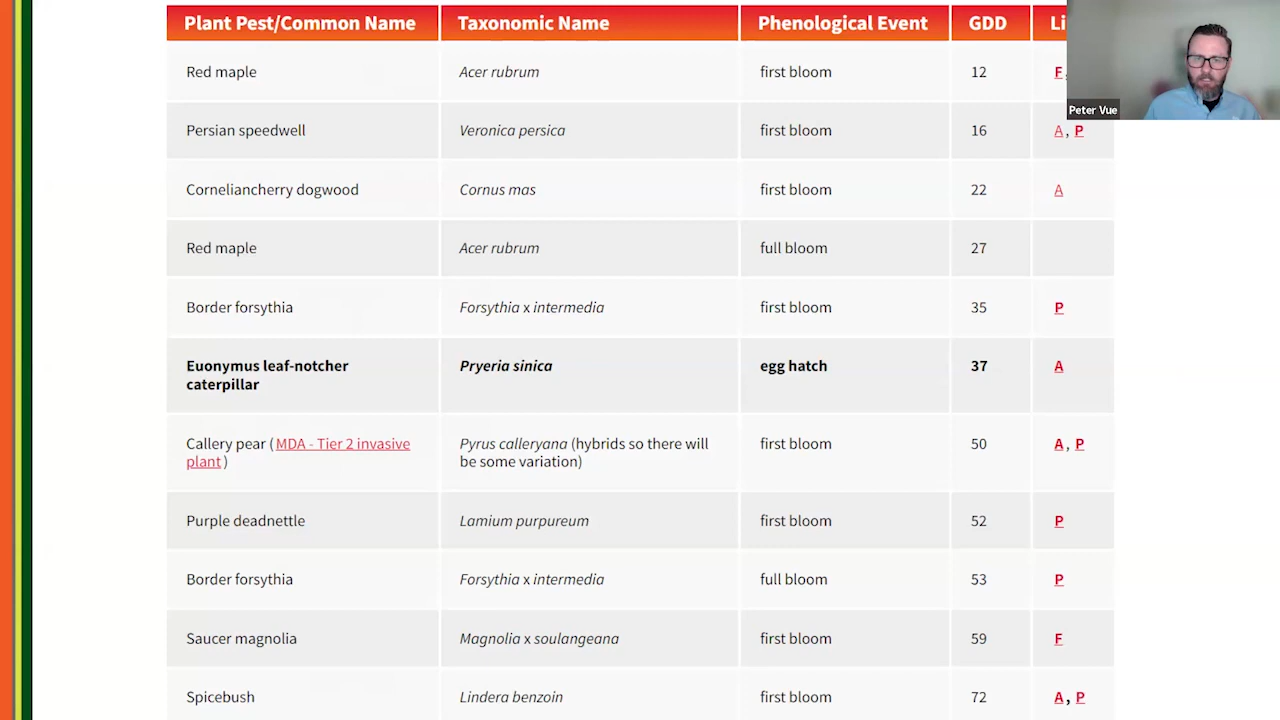 Plant Pest/Common Name Taxonomic Name Phenological Event GDD Li
Red maple Acer rubrum first bloom 12 F,
Peter Vue
Persian speedwell Veronica persica first bloom 16 A, P
Corneliancherry dogwood Cornus mas first bloom 22 A
Red maple Acer rubrum full bloom 27
Border forsythia Forsythia x intermedia first bloom 35 P
Euonymus leaf-notcher Pryeria sinica egg hatch 37 A
caterpillar
Callery pear (MDA - Tier 2 invasive Pyrus calleryana (hybrids so there will first bloom 50 A, P
plant) be some variation)
Purple deadnettle Lamium purpureum first bloom 52 P
Border forsythia Forsythia x intermedia full bloom 53 P
Saucer magnolia Magnolia x soulangeana first bloom 59 F
Spicebush Lindera benzoin first bloom 72 A, P